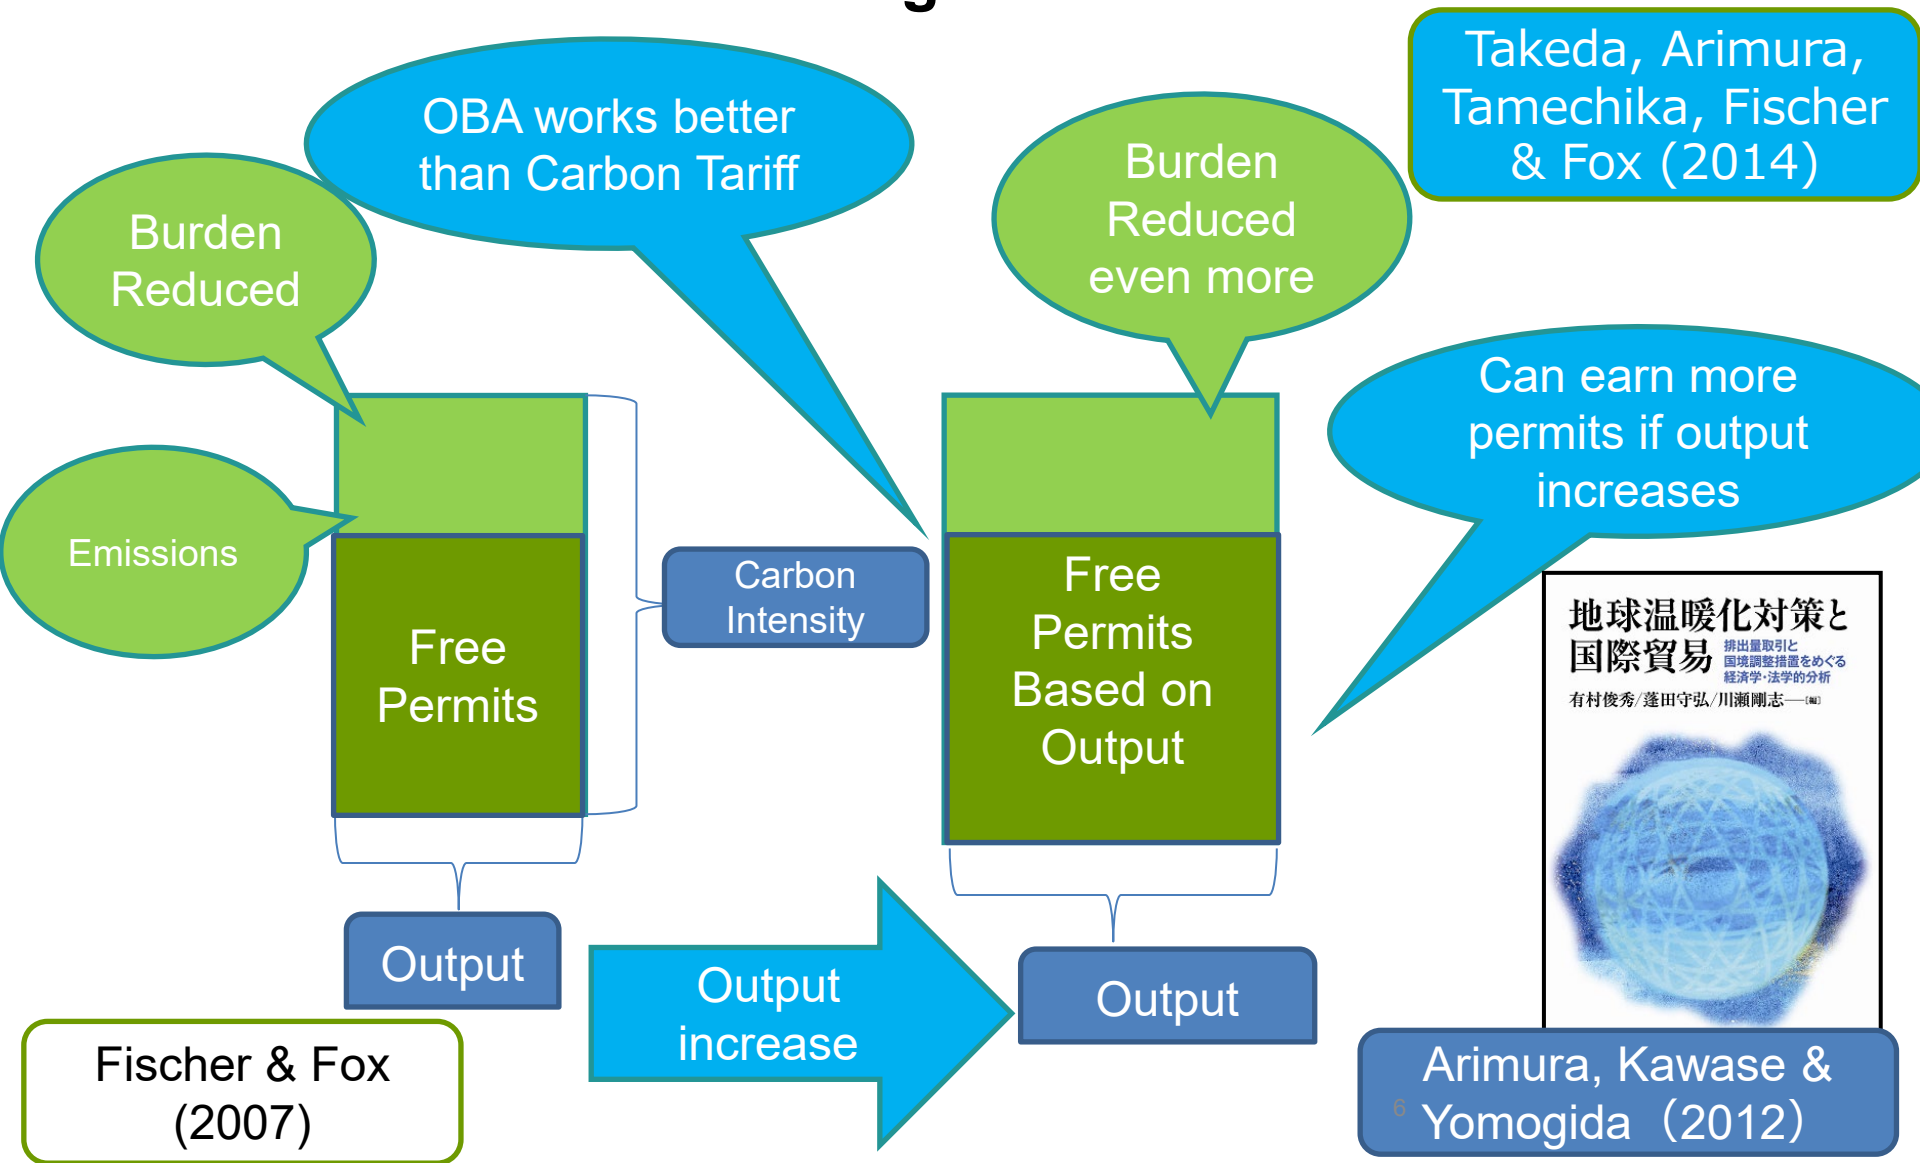 Takeda, Arimura,
Tamechika, Fischer
& Fox (2014)
OBA works better
than Carbon Tariff
Burden
Reduced
even more
Burden
Reduced
Can earn more
permits if output
increases
Emissions
Carbon
Intensity
Free
Permits
Free
Permits
Based on
Output
地球温暖化対策と
国際貿易
排出量取引と
国境調整措置をめぐる
経済学・法学的分析
有村俊秀/蓬田守弘/川瀬剛志―[編]
Output
Output
increase
Output
Fischer & Fox
(2007)
Arimura, Kawase &
Yomogida（2012）
6